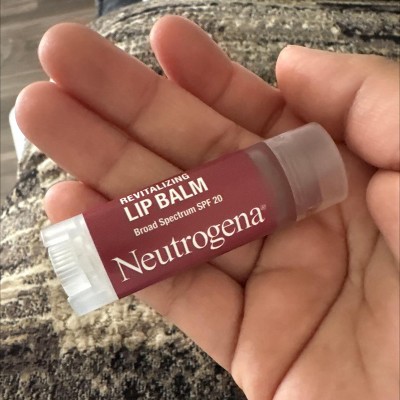 REVITALIZING
LIP BALM
Broad Spectrum SPF 20
Neutrogena®